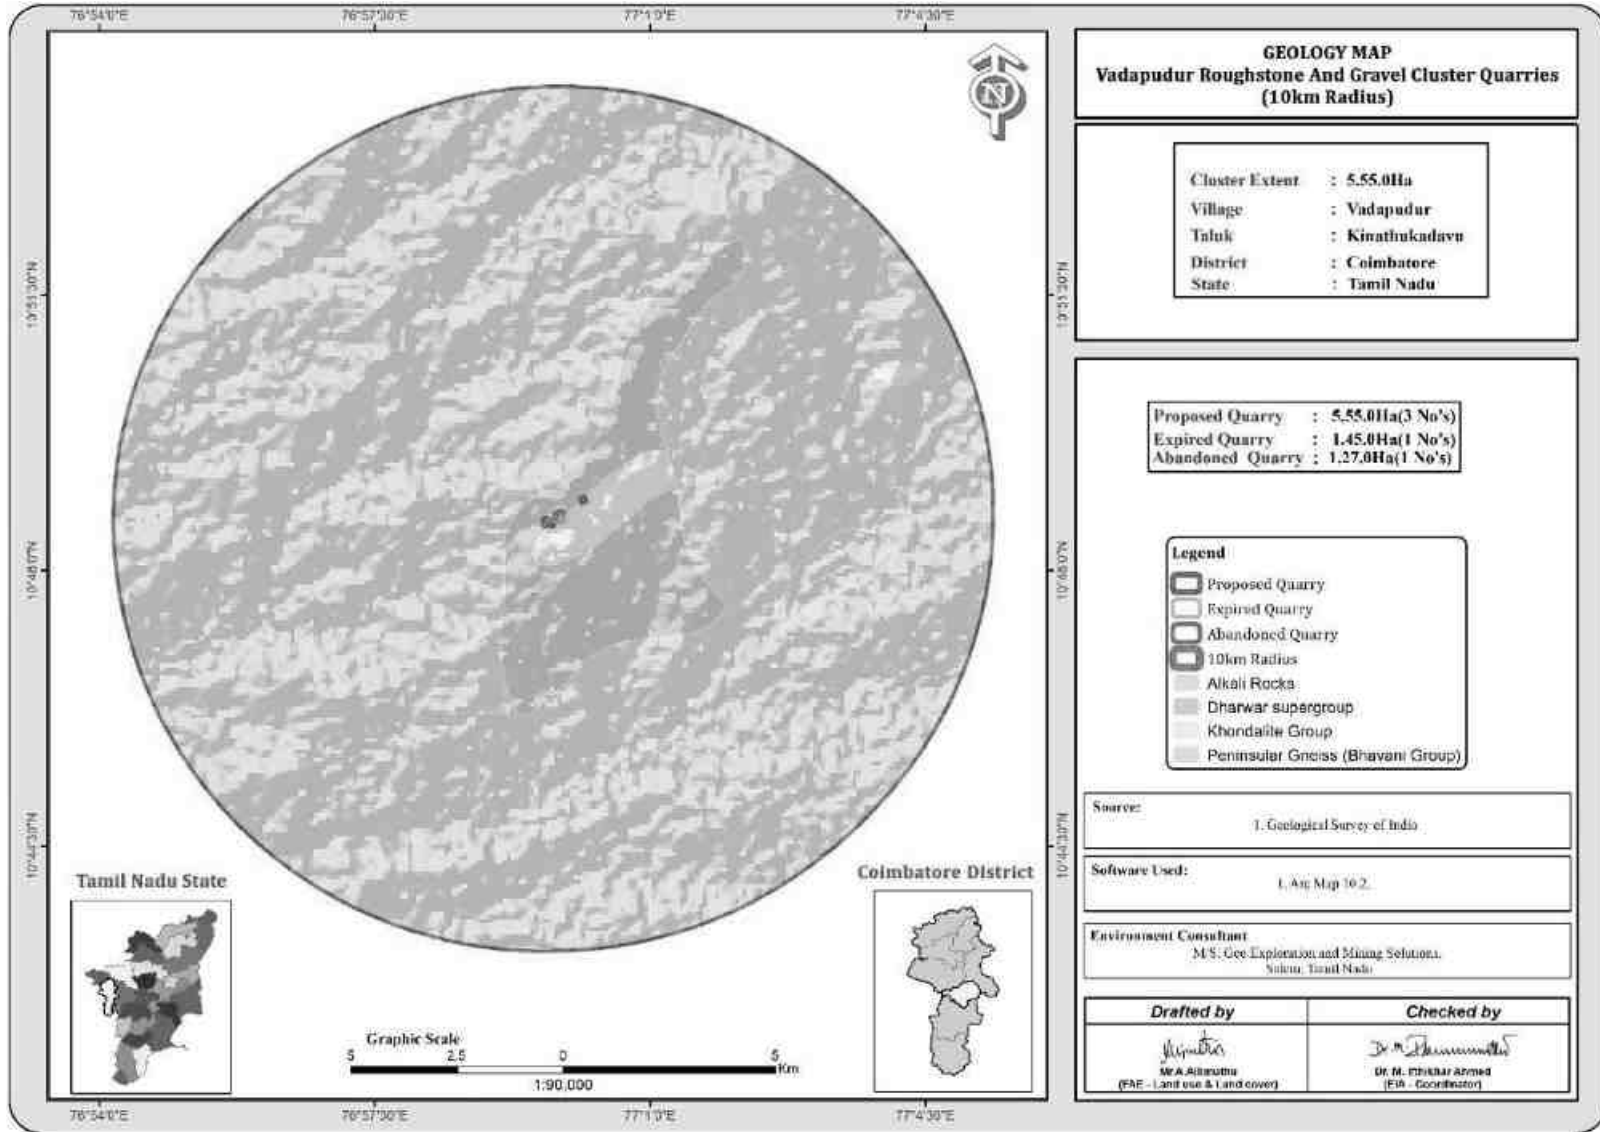 76°54'0"E 76°57'30"E 77°1'0"E 77°4'30"E
N
GEOLOGY MAP
Vadapudur Roughstone And Gravel Cluster Quarries
(10km Radius)
Cluster Extent : 5.55.0Ha
Village : Vadapudur
Taluk : Kinathukadavu
District : Coimbatore
State : Tamil Nadu
10°51'30"N 10°51'30"N
Proposed Quarry : 5.55.0Ha(3 No's)
Expired Quarry : 1.45.0Ha(1 No's)
Abandoned Quarry : 1.27.0Ha(1 No's)
10°48'0"N 10°48'0"N
Legend
Proposed Quarry
Expired Quarry
Abandoned Quarry
10km Radius
Alkali Rocks
Dharwar supergroup
Khondalite Group
Peninsular Gneiss (Bhavani Group)
10°44'30"N 10°44'30"N
Source:
1. Geological Survey of India
Software Used:
1. Arc Map 10.2.
Environment Consultant
M/S. Geo Exploration and Mining Solutions,
Salem, Tamil Nadu
Tamil Nadu State
Coimbatore District
Graphic Scale
5 2.5 0 5
Km
1:90,000
Drafted by Checked by
Dr. M.
(FAE - Land use & Land cover)
Dr. M. Ifthikhar Ahmed
(EIA - Coordinator)
76°54'0"E 76°57'30"E 77°1'0"E 77°4'30"E